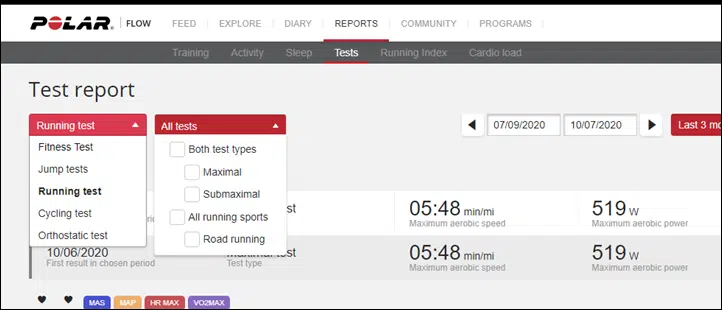 POLAR | FLOW FEED EXPLORE DIARY REPORTS COMMUNITY PROGRAMS
Training Activity Sleep Tests Running Index Cardio load
Test report
Running test All tests 07/09/2020 10/07/2020 Last 3 mo
Fitness Test
Jump tests
Running test
Cycling test
Orthostatic test
Both test types
Maximal
Submaximal
All running sports
Road running
05:48 min/mi 519 W
Maximum aerobic speed Maximum aerobic power
10/06/2020 Maximal test 05:48 min/mi 519 W
First result in chosen period Test type Maximum aerobic speed Maximum aerobic power
MAS MAP HR MAX VO2MAX